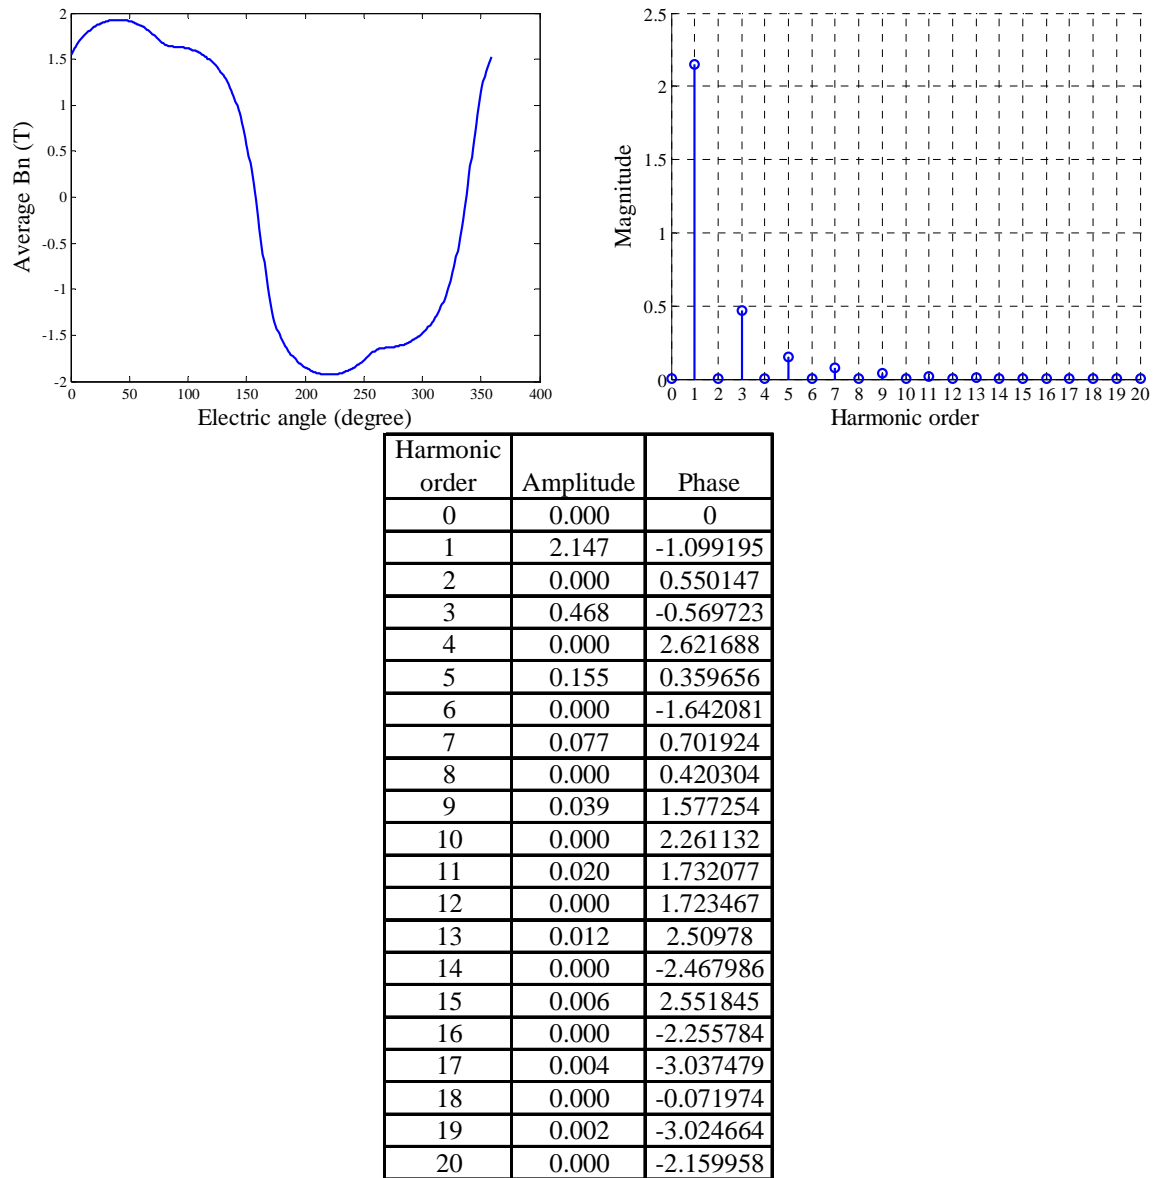 2
1.5
1
0.5
0
-0.5
-1
-1.5
-2
0 50 100 150 200 250 300 350 400
Average Bn (T)
Electric angle (degree)
2.5
2
1.5
1
0.5
0
0 1 2 3 4 5 6 7 8 9 10 11 12 13 14 15 16 17 18 19 20
Magnitude
Harmonic order
Harmonic
order Amplitude Phase
0 0.000 0
1 2.147 -1.099195
2 0.000 0.550147
3 0.468 -0.569723
4 0.000 2.621688
5 0.155 0.359656
6 0.000 -1.642081
7 0.077 0.701924
8 0.000 0.420304
9 0.039 1.577254
10 0.000 2.261132
11 0.020 1.732077
12 0.000 1.723467
13 0.012 2.50978
14 0.000 -2.467986
15 0.006 2.551845
16 0.000 -2.255784
17 0.004 -3.037479
18 0.000 -0.071974
19 0.002 -3.024664
20 0.000 -2.159958